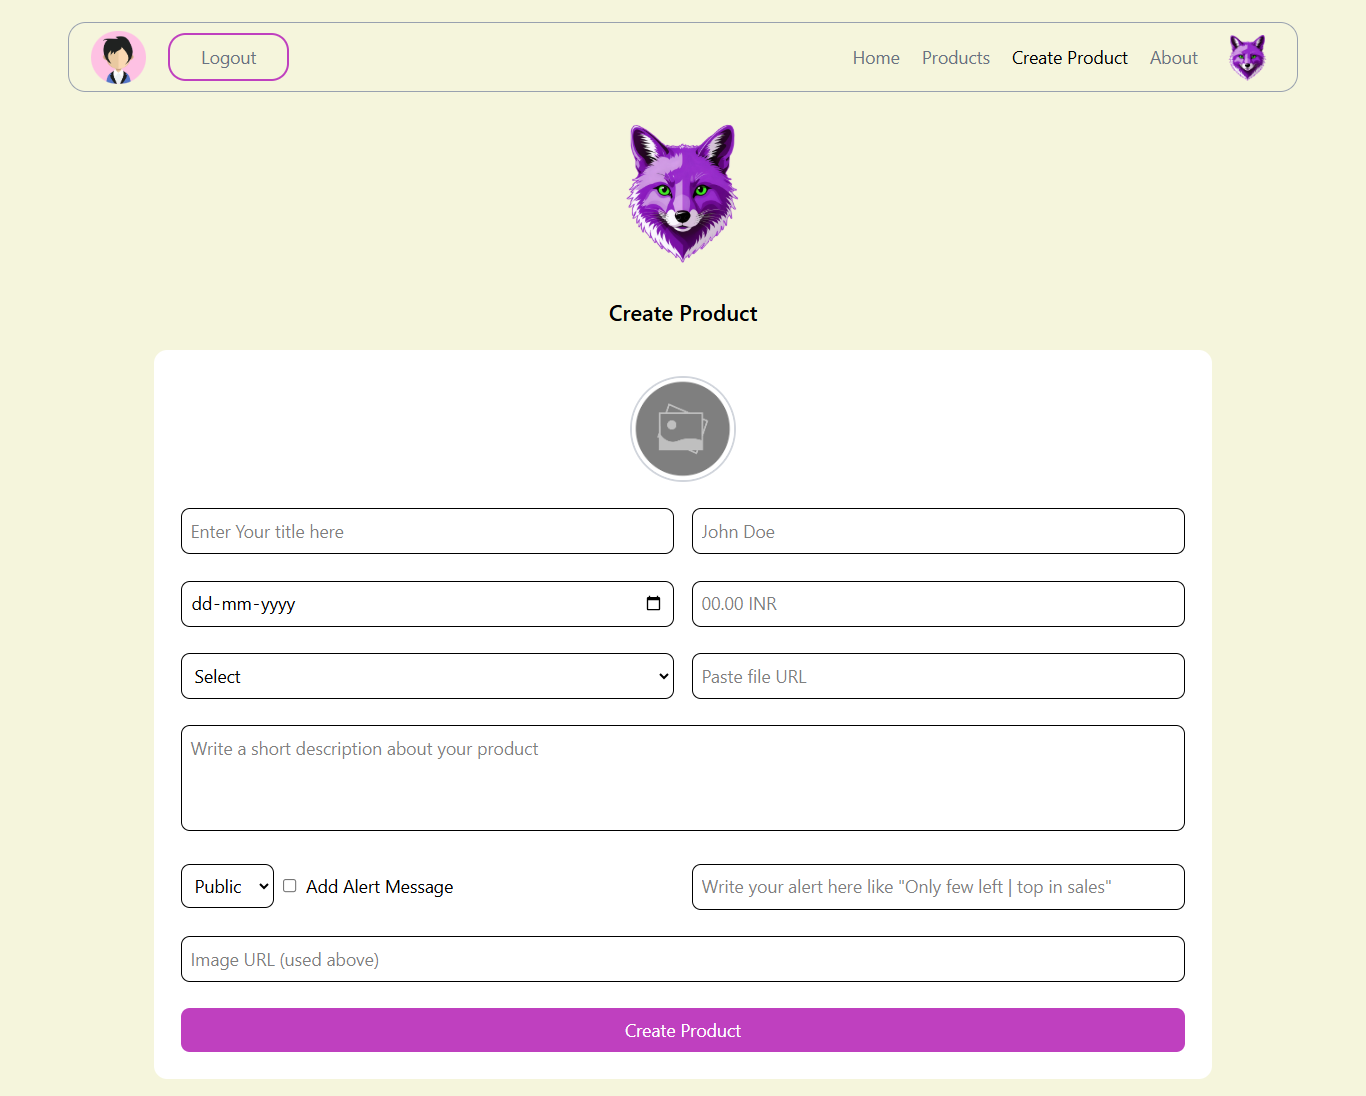 Logout
Home Products Create Product About
Create Product
Enter Your title here
John Doe
dd-mm-yyyy
00.00 INR
Select
Paste file URL
Write a short description about your product
Public
Add Alert Message
Write your alert here like "Only few left | top in sales"
Image URL (used above)
Create Product